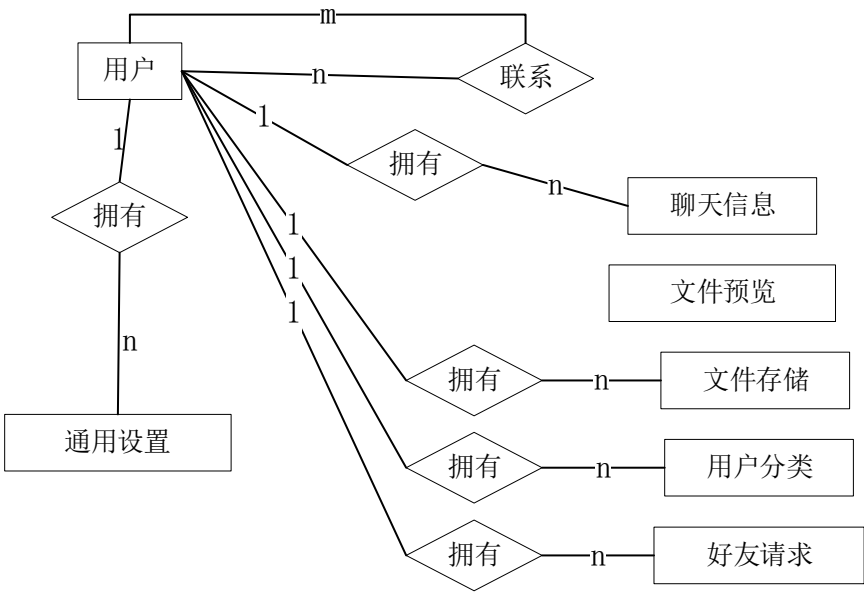 m
用户
n
联系
1
1
拥有
n
聊天信息
拥有
1
文件预览
1
1
n
拥有
n
文件存储
通用设置
拥有
n
用户分类
拥有
n
好友请求